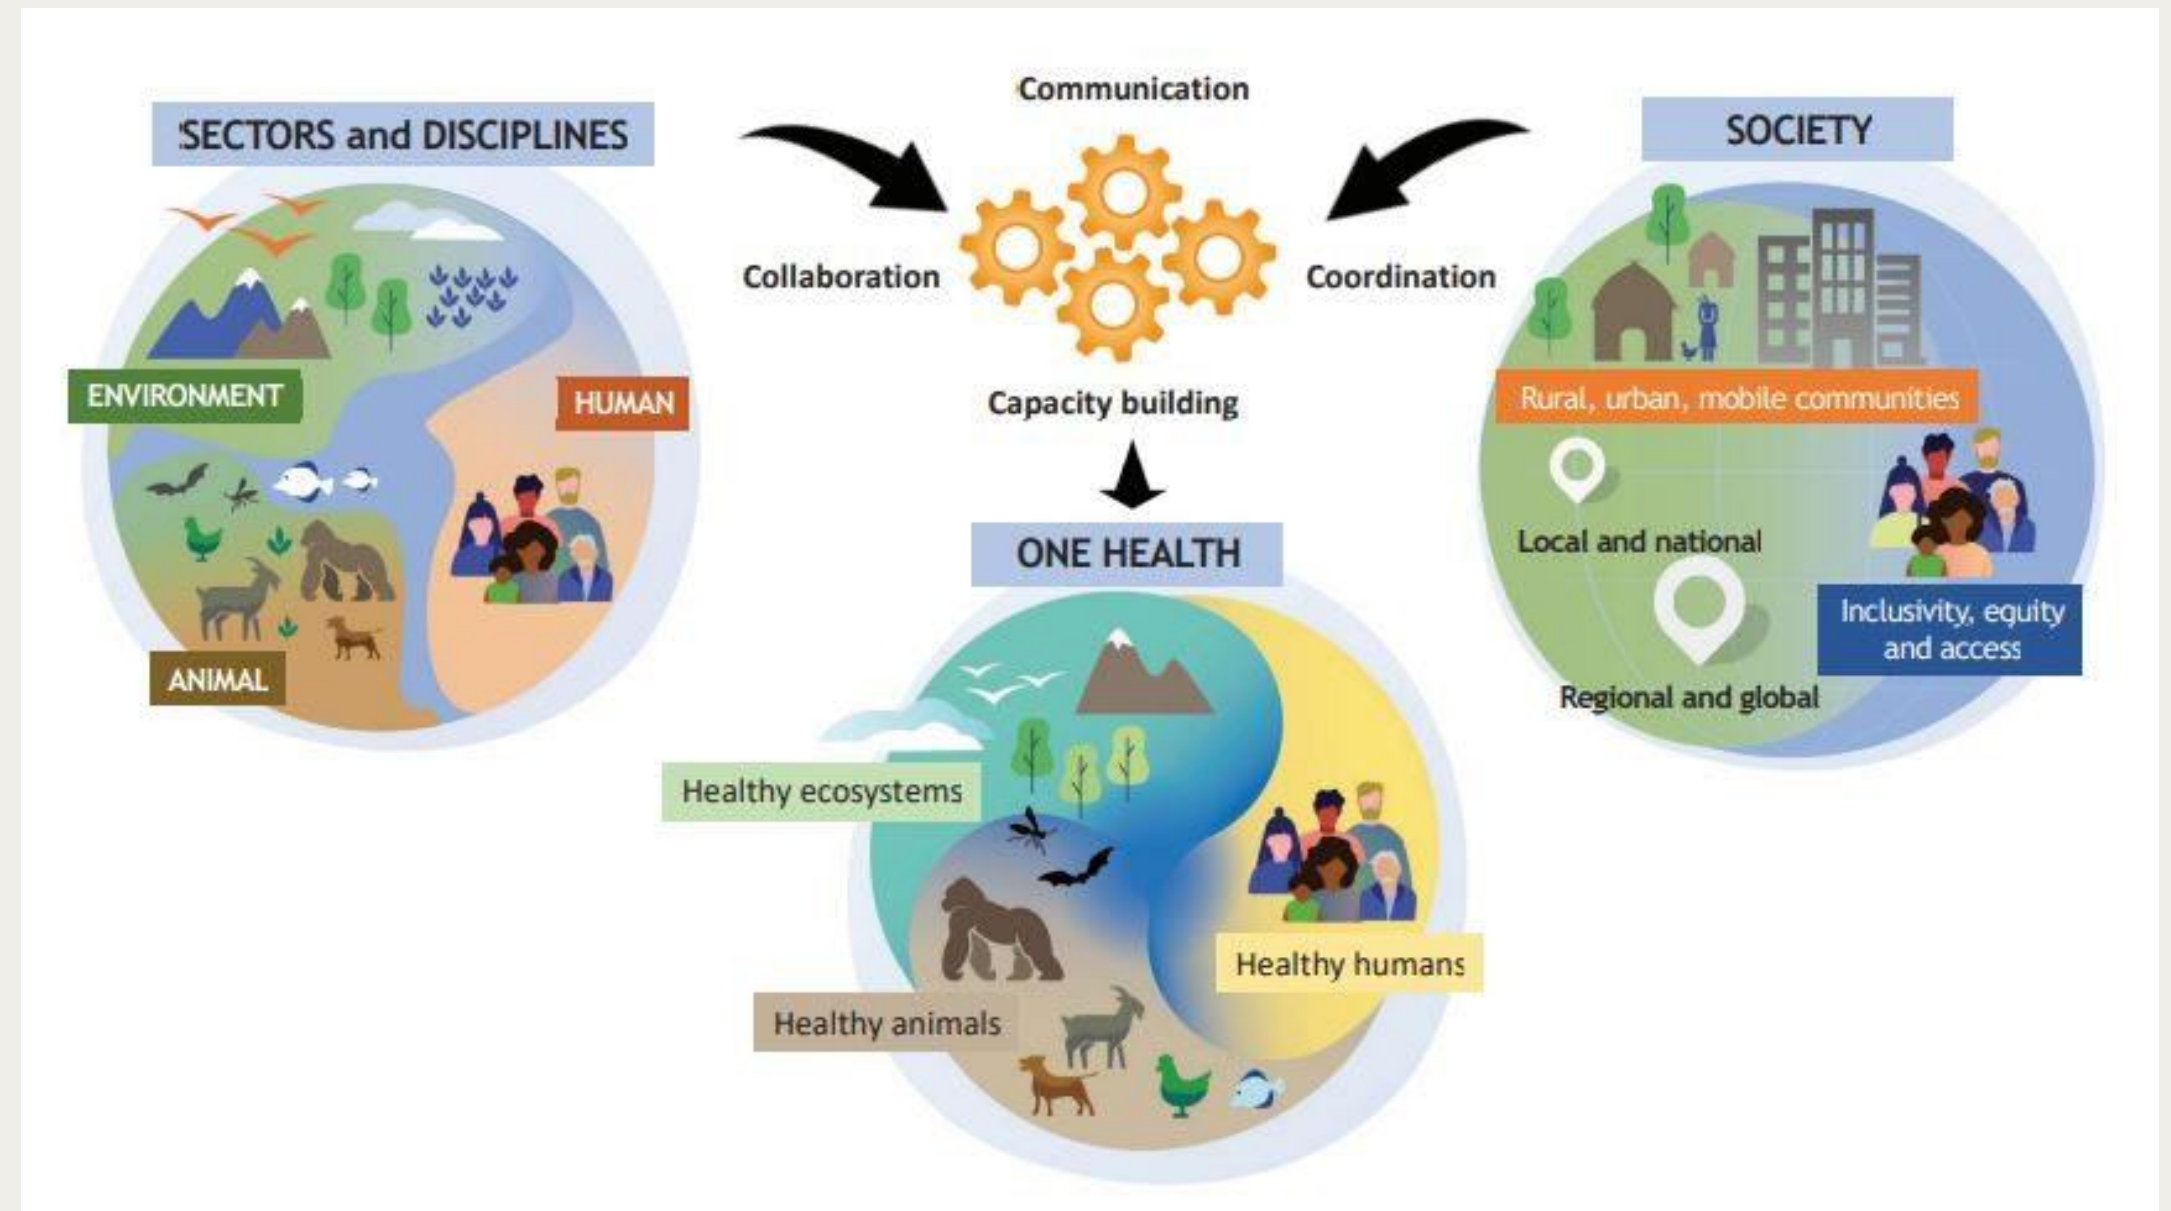 Communication
SECTORS and DISCIPLINES
SOCIETY
Collaboration
Coordination
ENVIRONMENT
HUMAN
Capacity building
Rural, urban, mobile communities
ONE HEALTH
Local and national
Inclusivity, equity
and access
ANIMAL
Regional and global
Healthy ecosystems
Healthy humans
Healthy animals